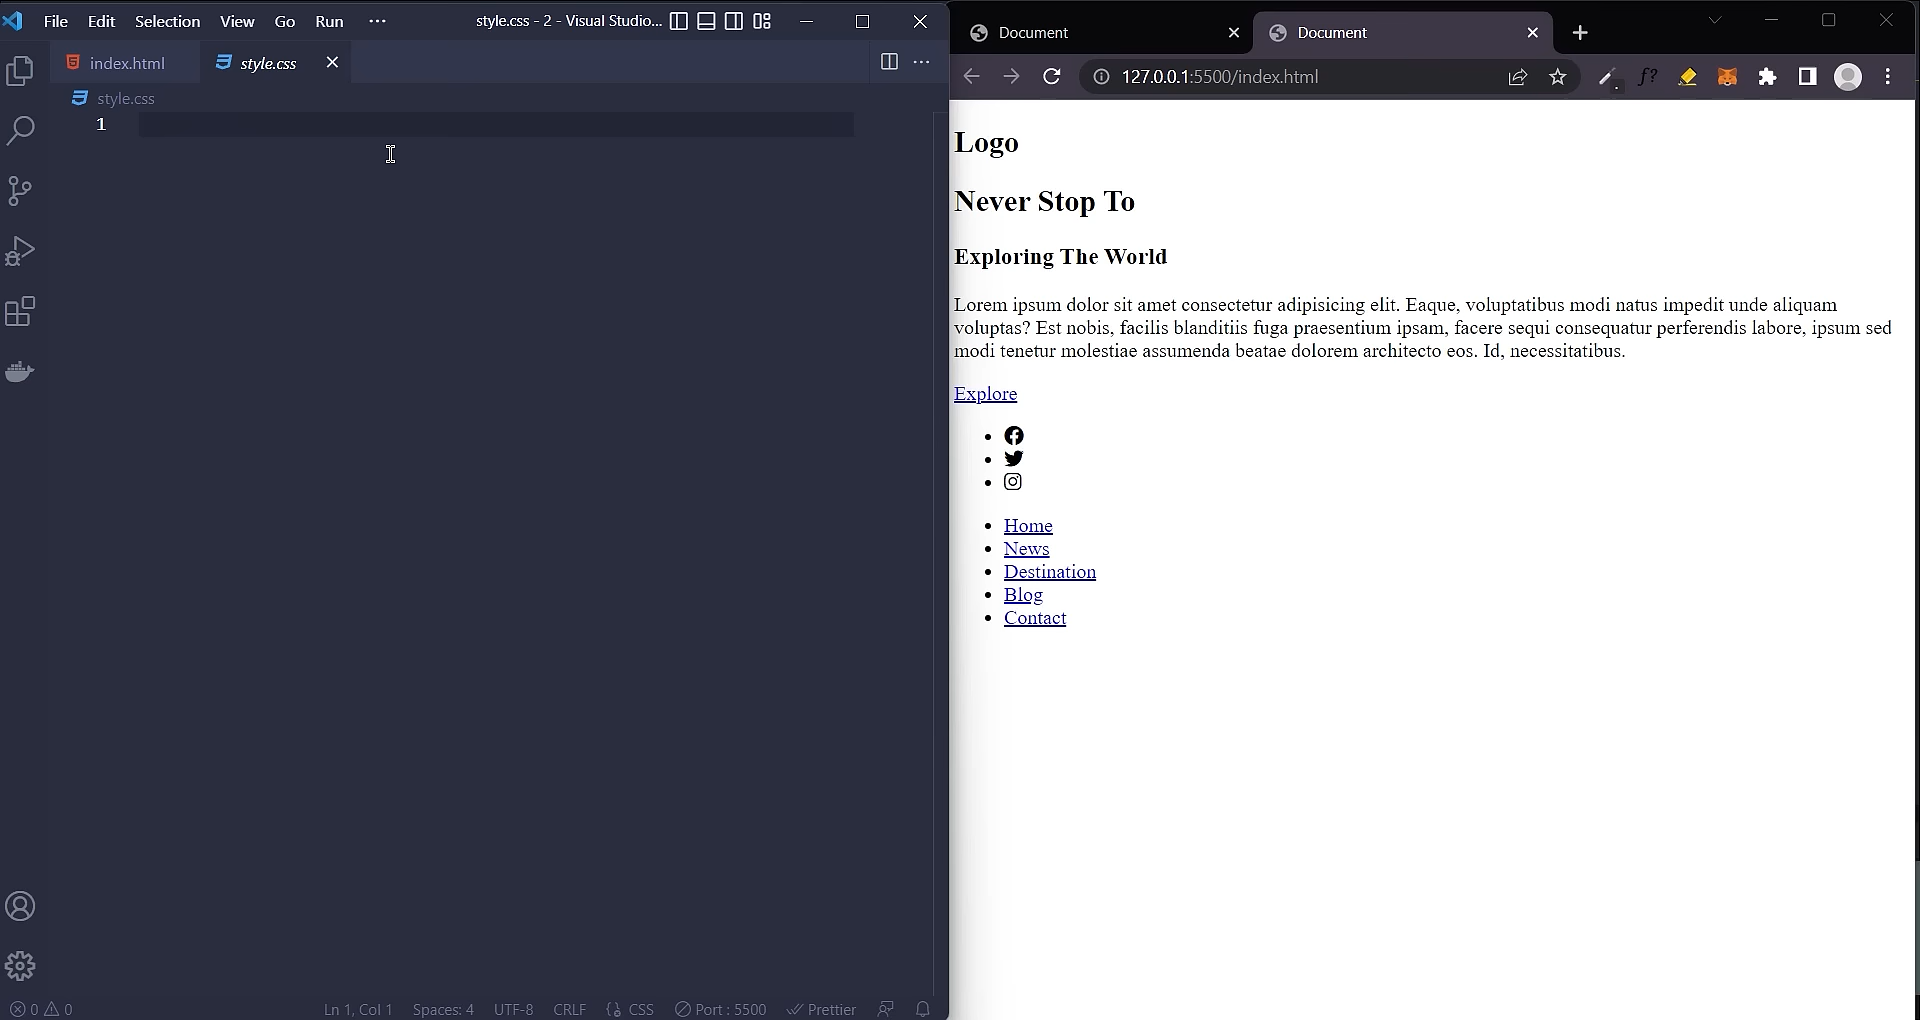 File Edit Selection View Go Run ··· style.css - 2 - Visual Studio...
index.html style.css
style.css
1
Ln 1, Col 1 Spaces: 4 UTF-8 CRLF {} CSS Port : 5500 Prettier
0 0
Document Document
127.0.0.1:5500/index.html
f?
Logo
Never Stop To
Exploring The World
Lorem ipsum dolor sit amet consectetur adipisicing elit. Eaque, voluptatibus modi natus impedit unde aliquam
voluptas? Est nobis, facilis blanditiis fuga praesentium ipsam, facere sequi consequatur perferendis labore, ipsum sed
modi tenetur molestiae assumenda beatae dolorem architecto eos. Id, necessitatibus.
Explore
Home
News
Destination
Blog
Contact